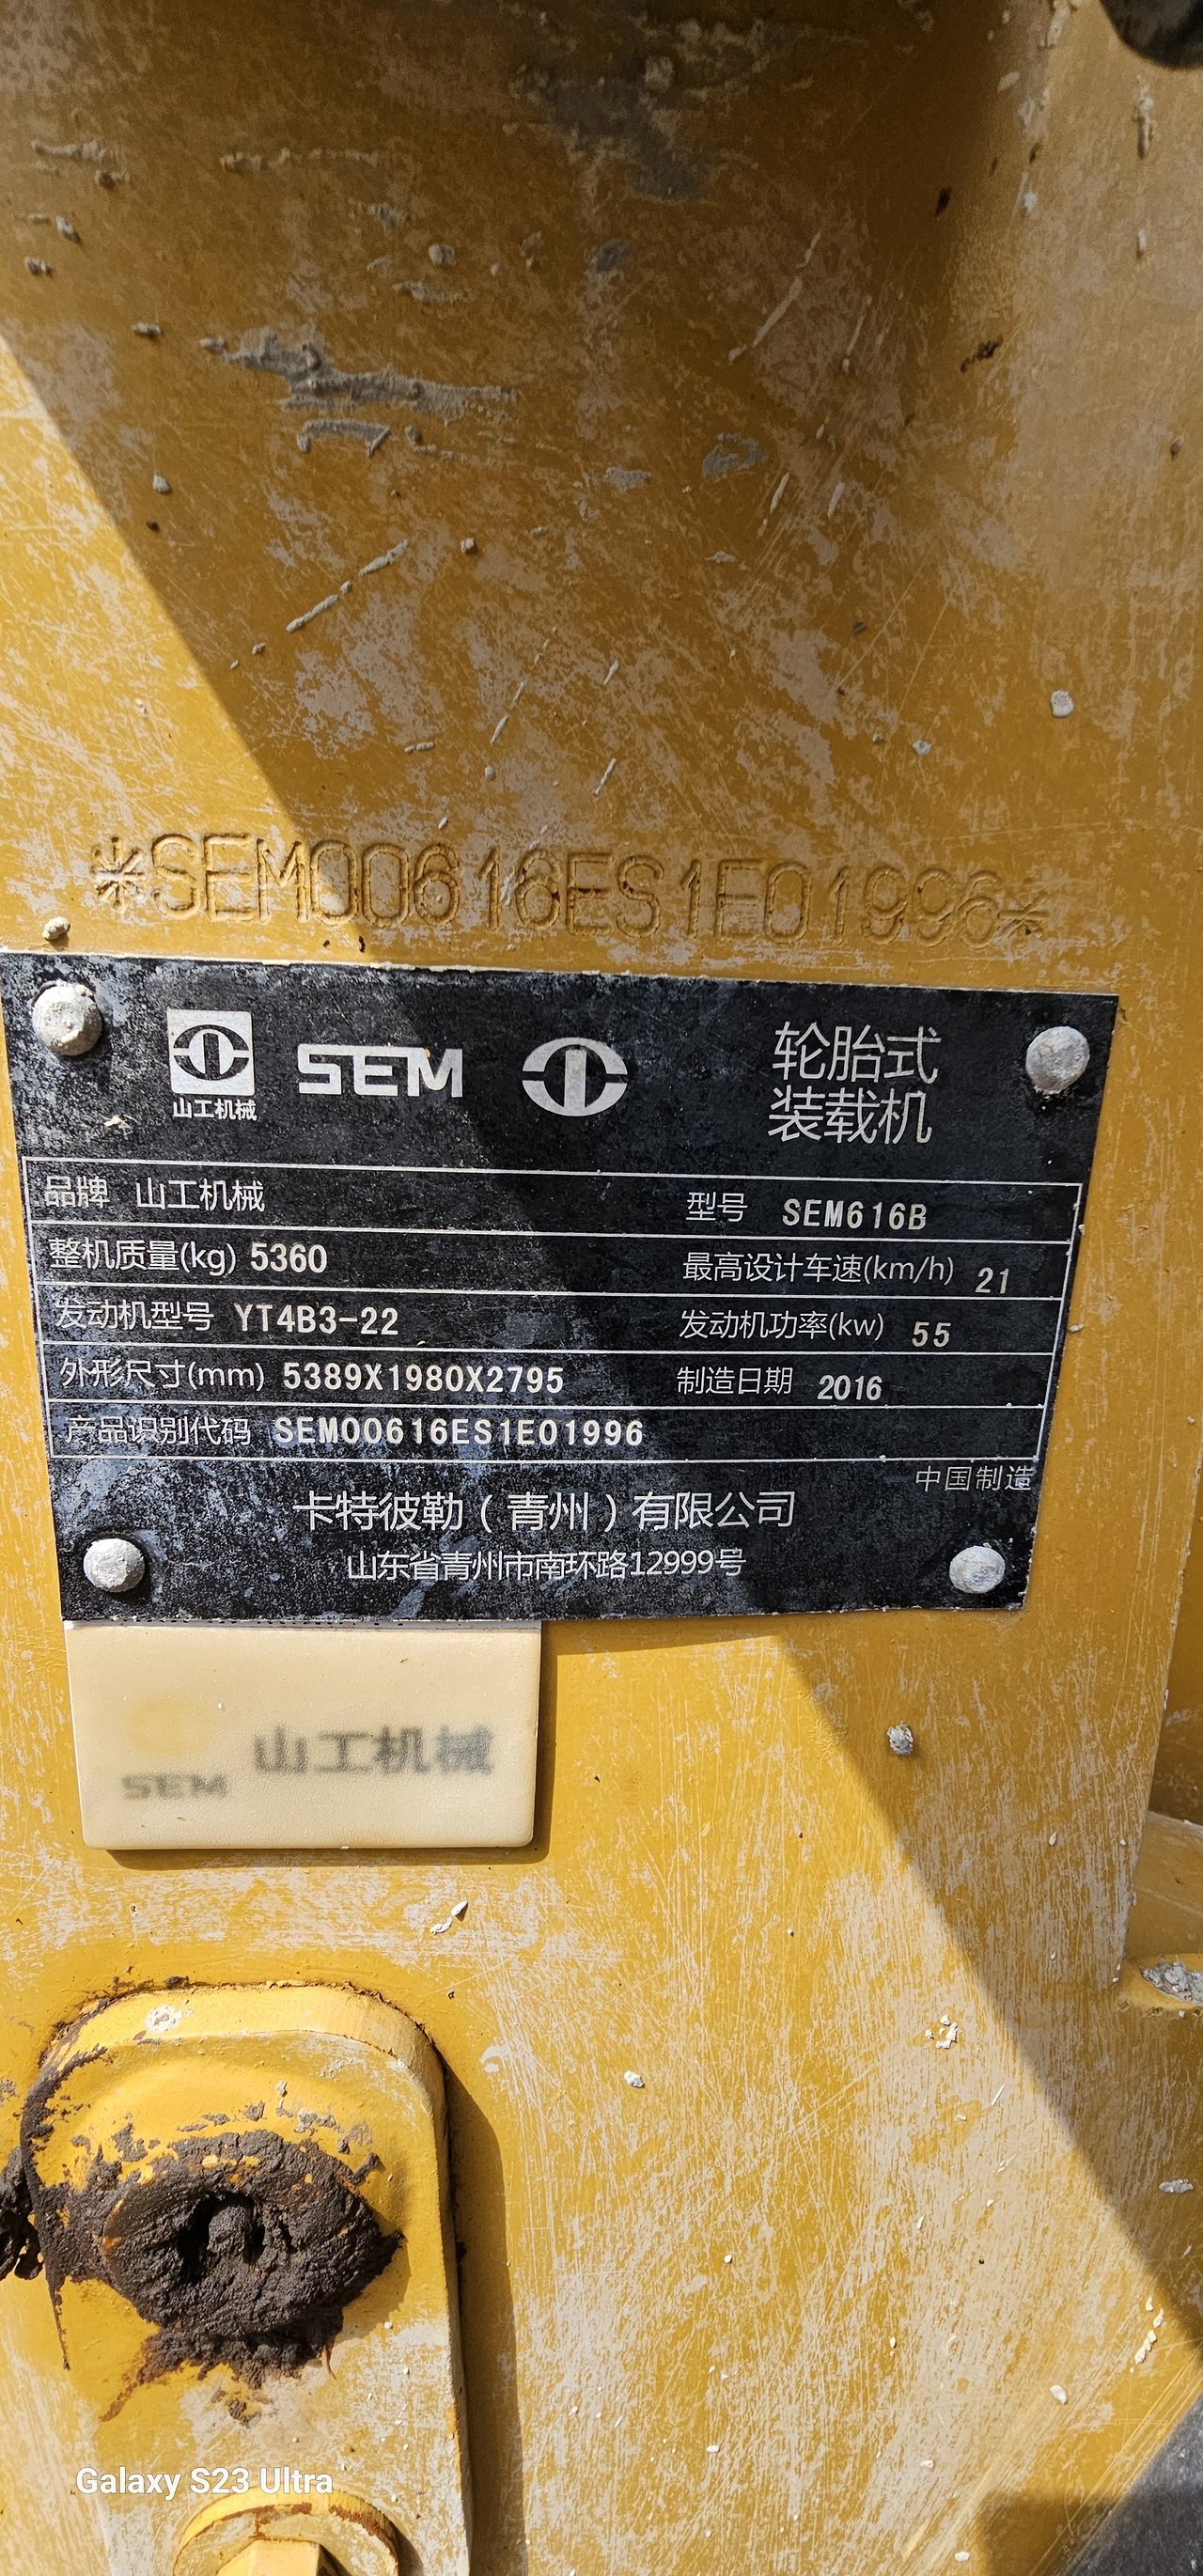 *SEM00616ES1E01996*
山工机械
SEM
轮胎式
装载机
品牌 山工机械 型号 SEM616B
整机质量(kg) 5360 最高设计车速(km/h) 21
发动机型号 YT4B3-22 发动机功率(kw) 55
外形尺寸(mm) 5389X1980X2795 制造日期 2016
产品识别代码 SEM00616ES1E01996
中国制造
卡特彼勒（青州）有限公司
山东省青州市南环路12999号
SEM 山工机械
Galaxy S23 Ultra